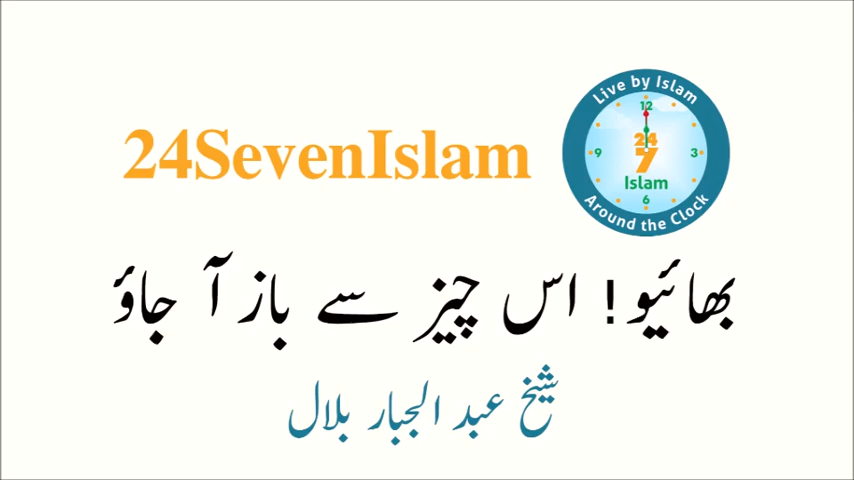 24SevenIslam
Live by Islam
12
24
7
9
3
Islam
6
Around the Clock
بھائیو! اس چیز سے باز آ جاؤ
شیخ عبد الجبار بلال